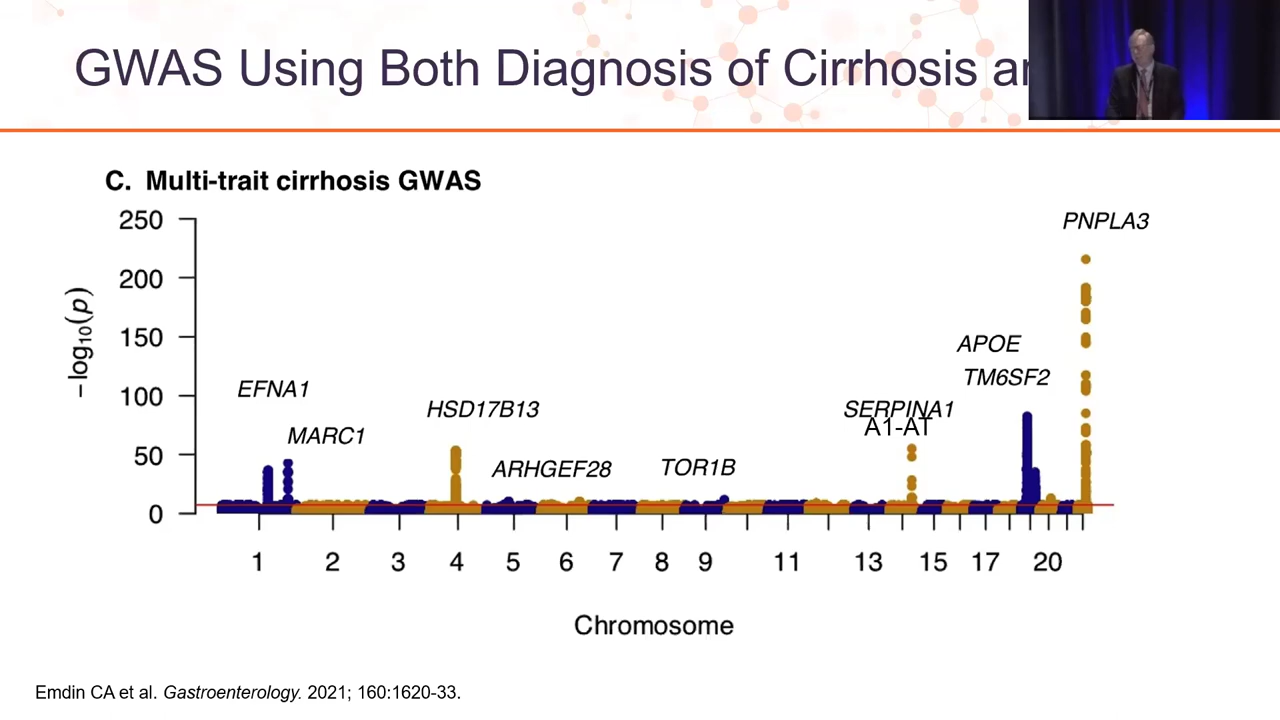 GWAS Using Both Diagnosis of Cirrhosis
C. Multi-trait cirrhosis GWAS
250
200
150
100
50
0
−log10(p)
EFNA1
MARC1
HSD17B13
ARHGEF28
TOR1B
SERPINA1
A1-AT
APOE
TM6SF2
PNPLA3
1 2 3 4 5 6 7 8 9 11 13 15 17 20
Chromosome
Emdin CA et al. Gastroenterology. 2021; 160:1620-33.